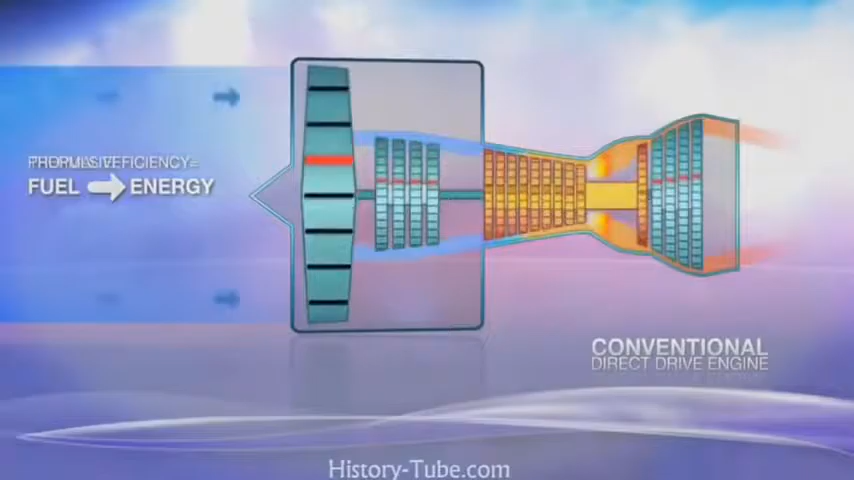 FUEL ENERGY
CONVENTIONAL
DIRECT DRIVE ENGINE
History-Tube.com